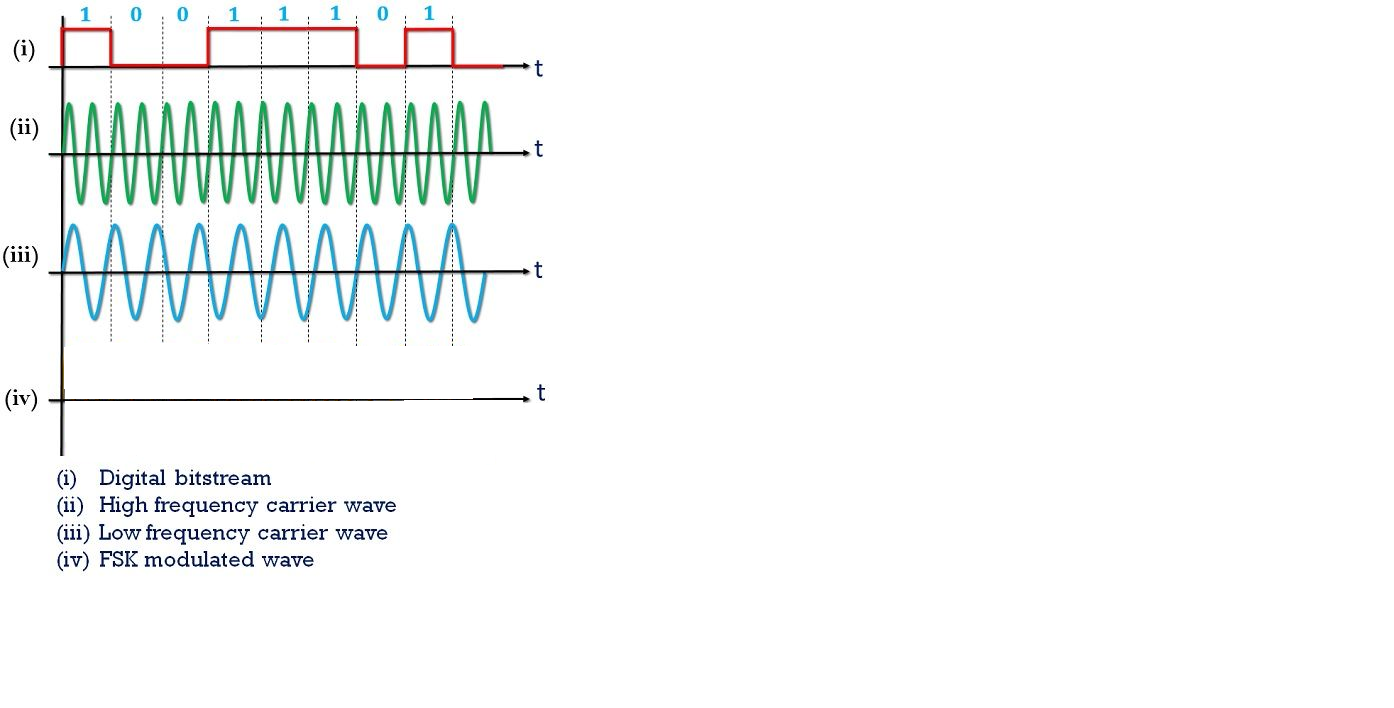 1 0 0 1 1 1 0 1
(i) t
(ii) t
(iii) t
(iv) t
(i) Digital bitstream
(ii) High frequency carrier wave
(iii) Low frequency carrier wave
(iv) FSK modulated wave